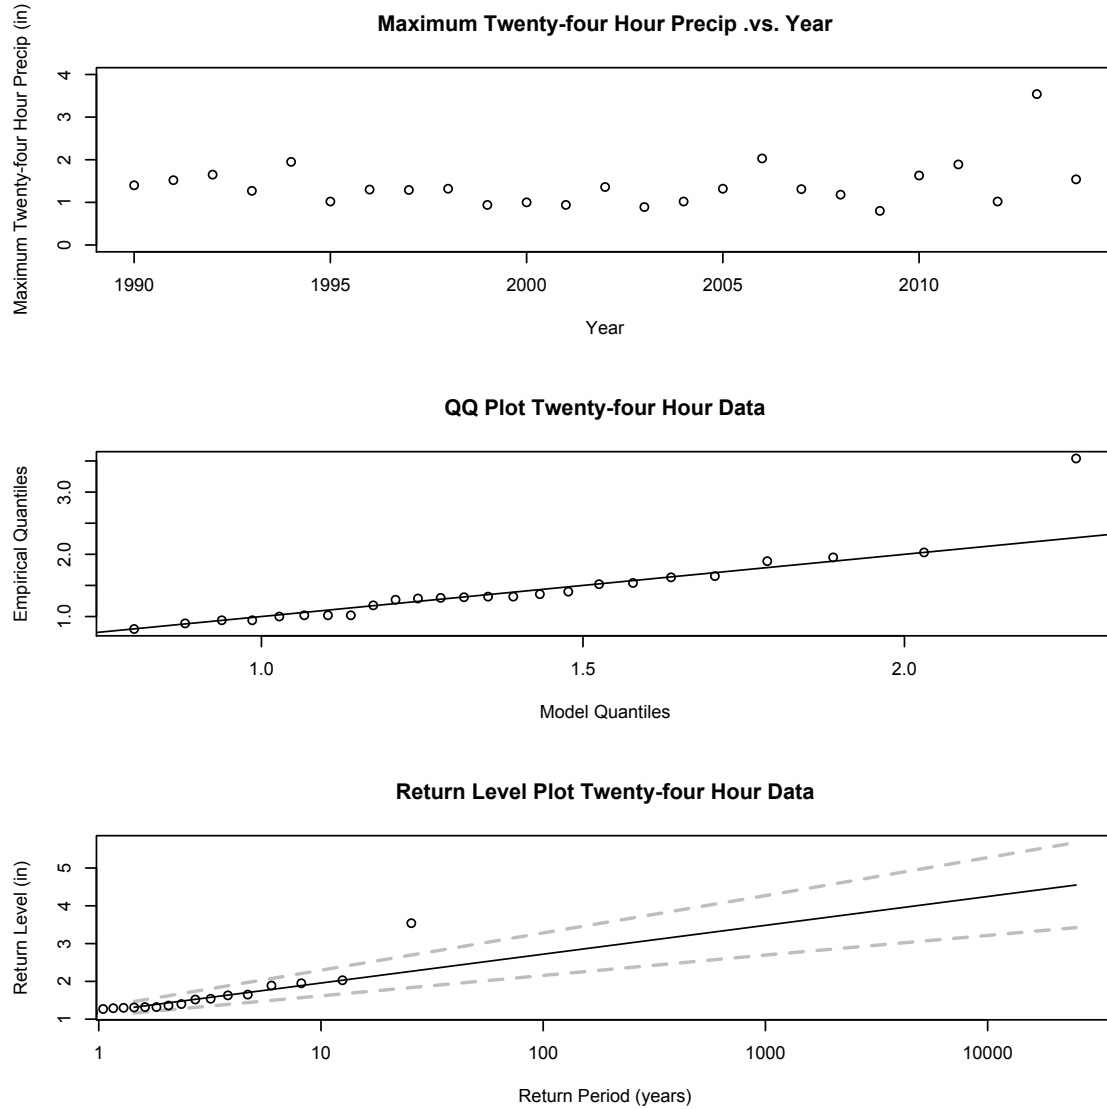 Maximum Twenty-four Hour Precip .vs. Year
Maximum Twenty-four Hour Precip (in)
4
3
2
1
0
1990 1995 2000 2005 2010
Year
QQ Plot Twenty-four Hour Data
Empirical Quantiles
3.0
2.0
1.0
1.0 1.5 2.0
Model Quantiles
Return Level Plot Twenty-four Hour Data
Return Level (in)
5
4
3
2
1
1 10 100 1000 10000
Return Period (years)